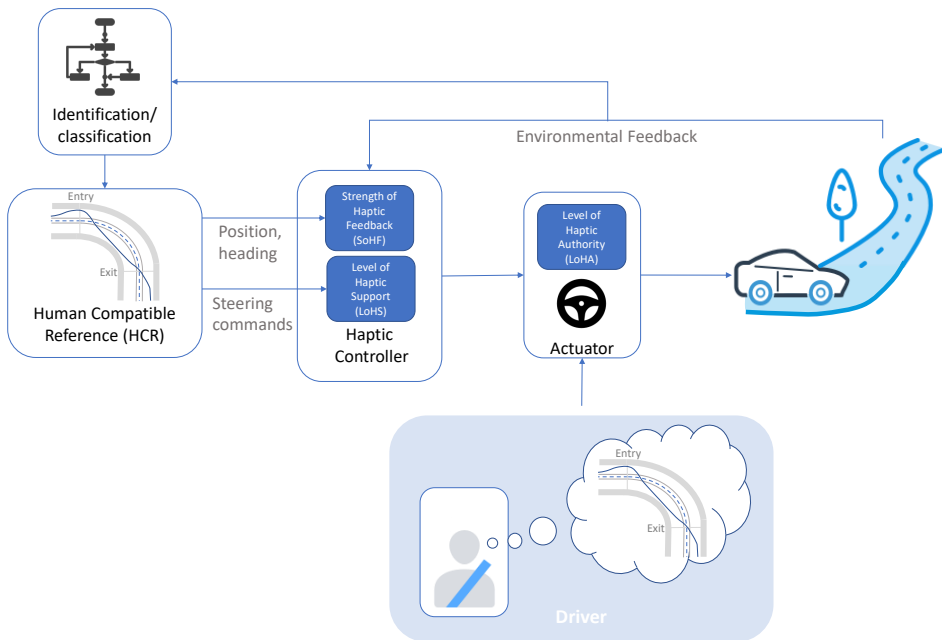 Identification/
classification
Environmental Feedback
Entry
Exit
Human Compatible
Reference (HCR)
Position,
heading
Steering
commands
Strength of
Haptic
Feedback
(SoHF)
Level of
Haptic
Support
(LoHS)
Haptic
Controller
Level of
Haptic
Authority
(LoHA)
Actuator
Entry
Exit
Driver